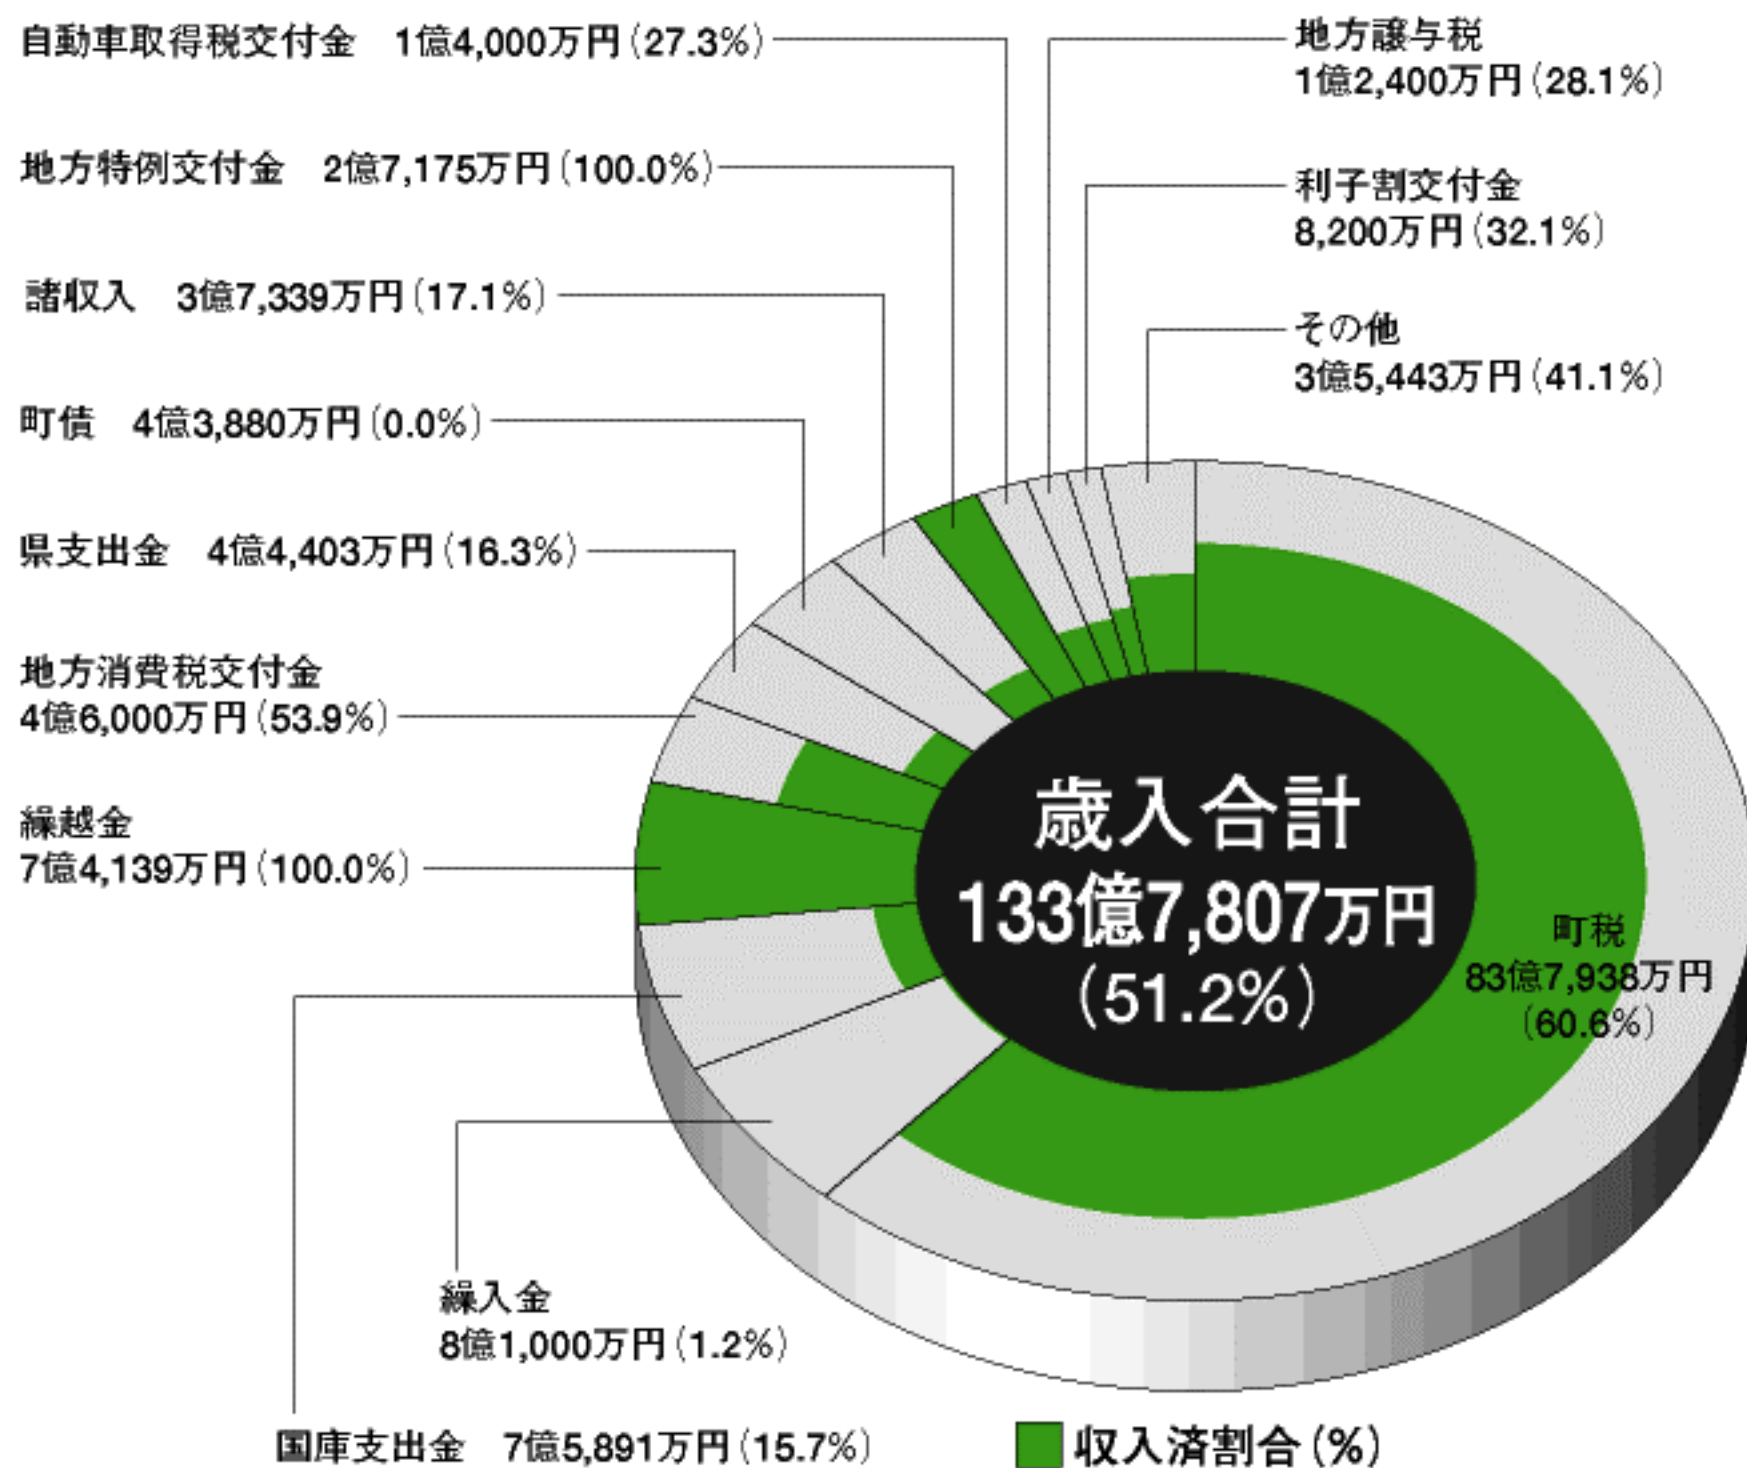 自動車取得税交付金　1億4,000万円(27.3%)
地方特例交付金　2億7,175万円(100.0%)
諸収入　3億7,339万円(17.1%)
町債　4億3,880万円(0.0%)
県支出金　4億4,403万円(16.3%)
地方消費税交付金
4億6,000万円(53.9%)
繰越金
7億4,139万円(100.0%)
地方譲与税
1億2,400万円(28.1%)
利子割交付金
8,200万円(32.1%)
その他
3億5,443万円(41.1%)
歳入合計
133億7,807万円
(51.2%)
町税
83億7,938万円
(60.6%)
繰入金
8億1,000万円(1.2%)
国庫支出金　7億5,891万円(15.7%)
収入済割合(%)